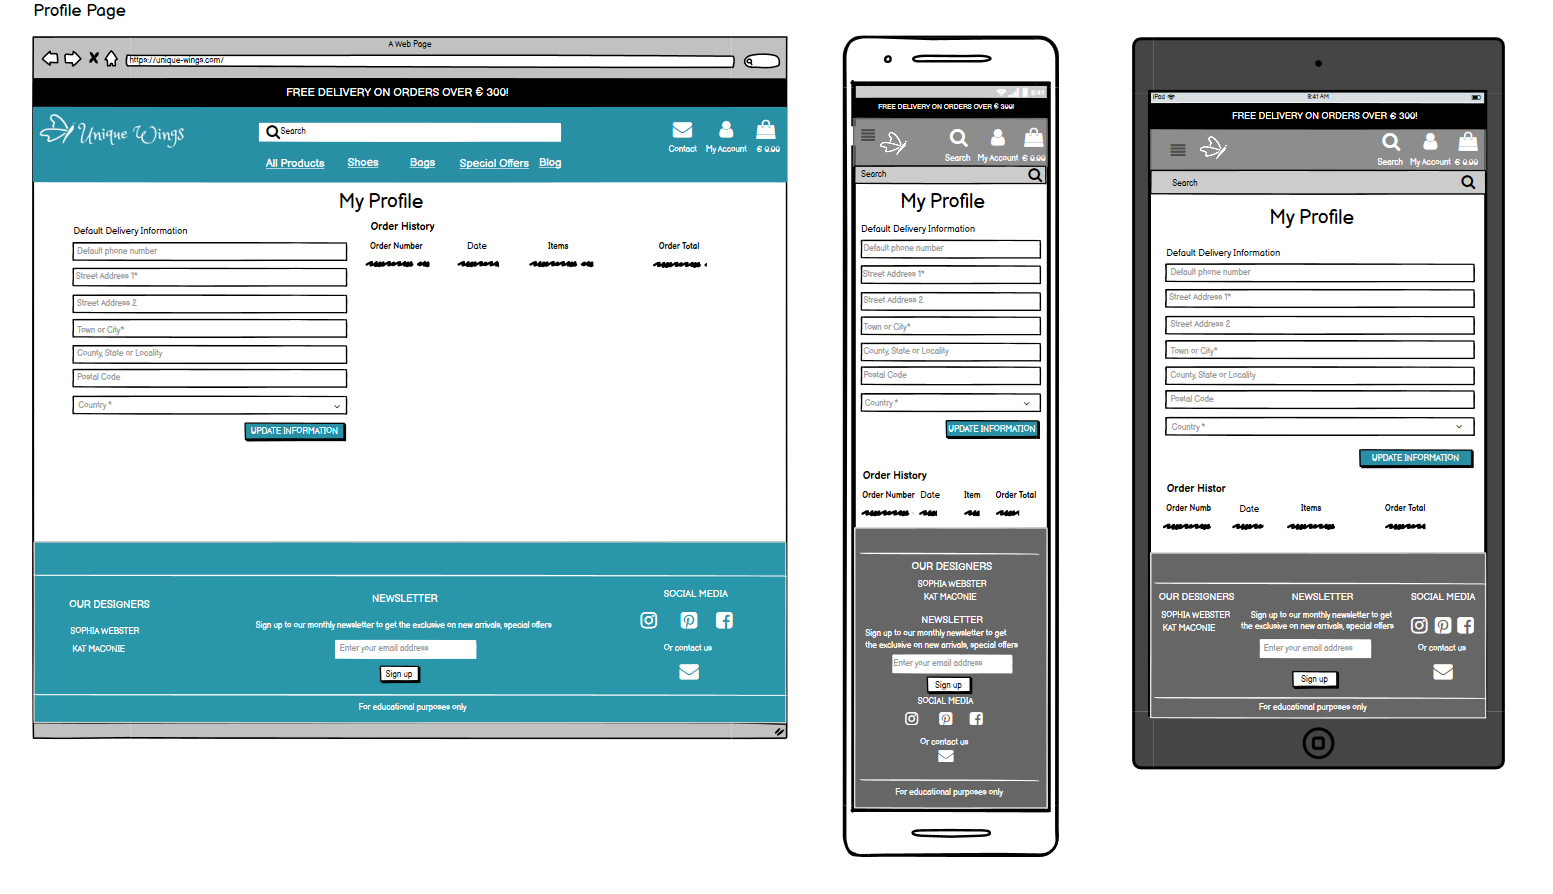 Profile Page
A Web Page
https://unique-wings.com/
FREE DELIVERY ON ORDERS OVER € 300!
Unique Wings
Search
Contact
My Account
€ 0.00
All Products
Shoes
Bags
Special Offers
Blog
My Profile
Default Delivery Information
Default phone number
Street Address 1*
Street Address 2
Town or City*
County, State or Locality
Postal Code
Country *
UPDATE INFORMATION
Order History
Order Number
Date
Items
Order Total
OUR DESIGNERS
SOPHIA WEBSTER
KAT MACONIE
NEWSLETTER
Sign up to our monthly newsletter to get the exclusive on new arrivals, special offers
Enter your email address
Sign up
SOCIAL MEDIA
Or contact us
For educational purposes only
8:41
FREE DELIVERY ON ORDERS OVER € 300!
Search
My Account
€ 0.00
Search
My Profile
Default Delivery Information
Default phone number
Street Address 1*
Street Address 2
Town or City*
County, State or Locality
Postal Code
Country *
UPDATE INFORMATION
Order History
Order Number
Date
Item
Order Total
OUR DESIGNERS
SOPHIA WEBSTER
KAT MACONIE
NEWSLETTER
Sign up to our monthly newsletter to get
the exclusive on new arrivals, special offers
Enter your email address
Sign up
SOCIAL MEDIA
Or contact us
For educational purposes only
iPad
8:41 AM
FREE DELIVERY ON ORDERS OVER € 300!
Search
My Account
€ 0.00
Search
My Profile
Default Delivery Information
Default phone number
Street Address 1*
Street Address 2
Town or City*
County, State or Locality
Postal Code
Country *
UPDATE INFORMATION
Order Histor
Order Numb
Date
Items
Order Total
OUR DESIGNERS
SOPHIA WEBSTER
KAT MACONIE
NEWSLETTER
Sign up to our monthly newsletter to get
the exclusive on new arrivals, special offers
Enter your email address
Sign up
SOCIAL MEDIA
Or contact us
For educational purposes only